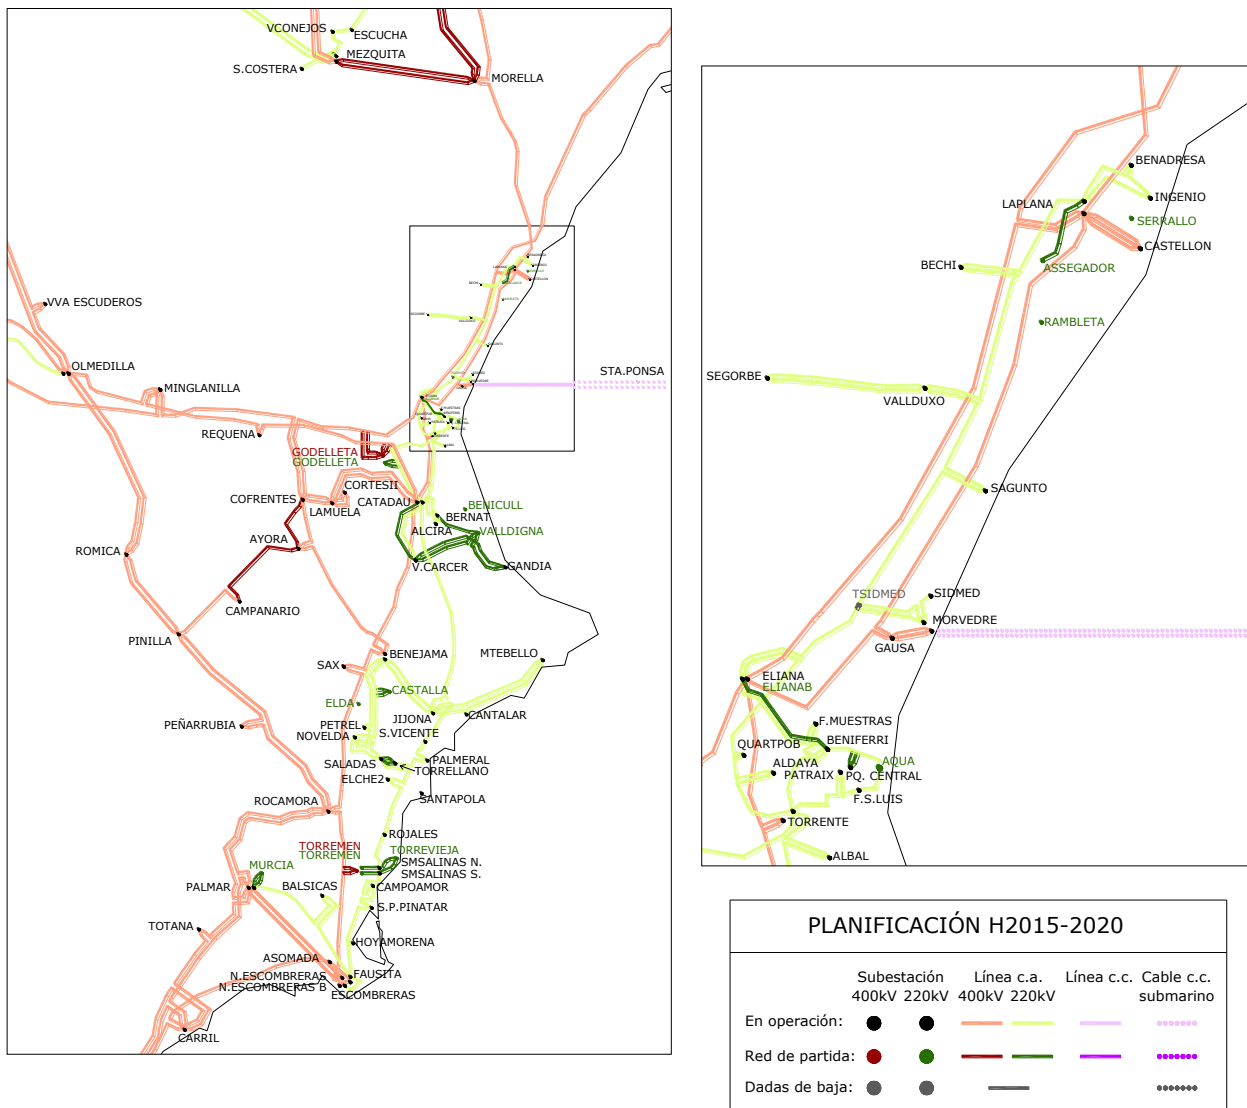 VCONEJOS
ESCUCHA
MEZQUITA
S.COSTERA
MORELLA
VVA ESCUDEROS
OLMEDILLA
MINGLANILLA
REQUENA
STA.PONSA
GODELLETA
GODELLETA
CORTESII
COFRENTES
LAMUELA
CATADAU
BENICULL
BERNAT
ALCIRA
VALLDIGNA
AYORA
ROMICA
V.CARCER
GANDIA
CAMPANARIO
PINILLA
BENEJAMA
MTEBELLO
SAX
CASTALLA
ELDA
PEÑARRUBIA
PETREL
JIJONA
CANTALAR
NOVELDA
S.VICENTE
SALADAS
PALMERAL
TORRELLANO
ELCHE2
SANTAPOLA
ROCAMORA
ROJALES
TORREMEN
TORREMEN
TORREVIEJA
SMSALINAS N.
SMSALINAS S.
MURCIA
PALMAR
BALSICAS
CAMPOAMOR
S.P.PINATAR
TOTANA
HOYAMORENA
ASOMADA
N.ESCOMBRERAS
FAUSITA
N.ESCOMBRERAS B
ESCOMBRERAS
CARRIL
BENADRESA
LAPLANA
INGENIO
SERRALLO
CASTELLON
BECHI
ASSEGADOR
RAMBLETA
SEGORBE
VALLDUXO
SAGUNTO
TSIDMED
SIDMED
MORVEDRE
GAUSA
ELIANA
ELIANAB
F.MUESTRAS
QUARTPOB
BENIFERRI
ALDAYA
PATRAIX
PQ. CENTRAL
AQUA
F.S.LUIS
TORRENTE
ALBAL
PLANIFICACIÓN H2015-2020
Subestación Línea c.a. Línea c.c. Cable c.c.
400kV 220kV 400kV 220kV submarino
En operación:
Red de partida:
Dadas de baja: